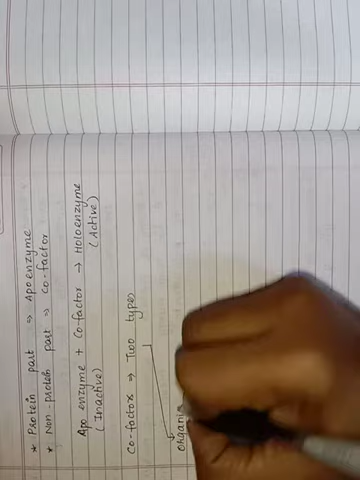 * Protein part ⇒ Apoenzyme
* Non-protein part ⇒ Co-factor
Apo enzyme + Co-factor → Holoenzyme
(Inactive) (Active)
Co-factor ⇒ Two types
Organi